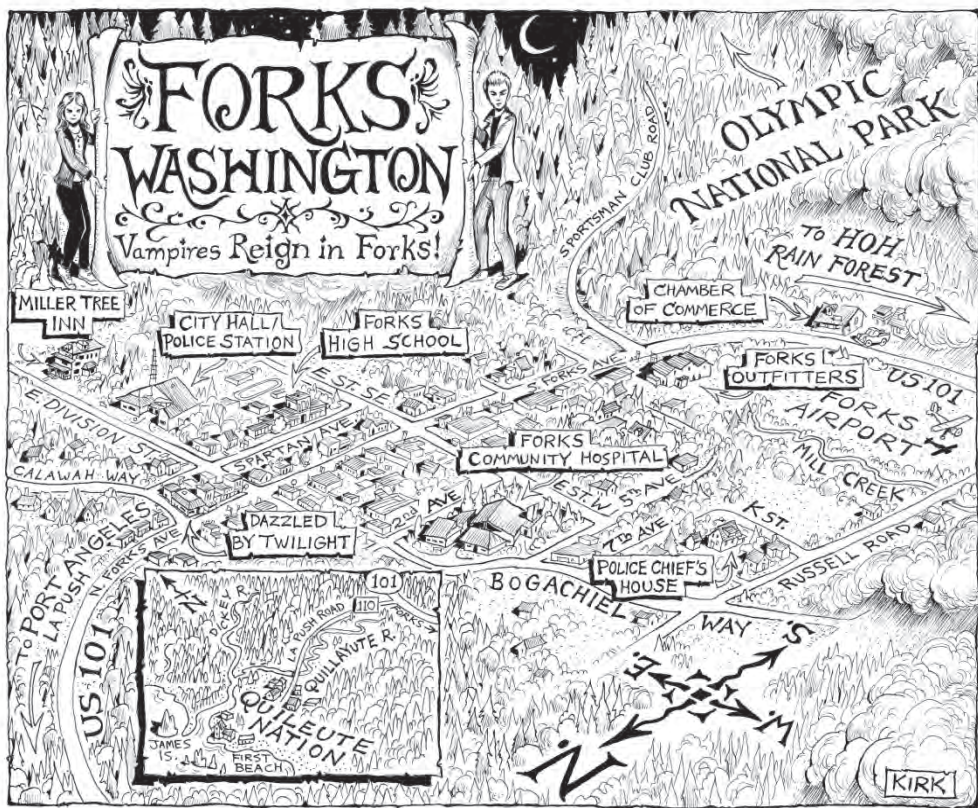 FORKS
WASHINGTON
Vampires Reign in Forks!
OLYMPIC
NATIONAL PARK
SPORTSMAN CLUB ROAD
TO HOH
RAIN FOREST
MILLER TREE
INN
CITY HALL/
POLICE STATION
FORKS
HIGH SCHOOL
CHAMBER
OF COMMERCE
FORKS
OUTFITTERS
US 101
FORKS
AIRPORT
MILL
CREEK
E DIVISION ST.
E ST. SE
S FORKS AVE
SPARTAN AVE
CALAWAH WAY
FORKS
COMMUNITY HOSPITAL
2nd AVE
E ST. W
5th AVE
7th AVE
K ST.
RUSSELL ROAD
DAZZLED
BY TWILIGHT
POLICE CHIEF'S
HOUSE
BOGACHIEL
WAY
TO PORT ANGELES
LA PUSH
N FORKS AVE
US 101
101
110
FORKS
N
DICKEY R.
LA PUSH ROAD
QUILLAYUTE R.
QUILEUTE
NATION
JAMES
IS.
FIRST
BEACH
S.
E.
W.
N
KIRK